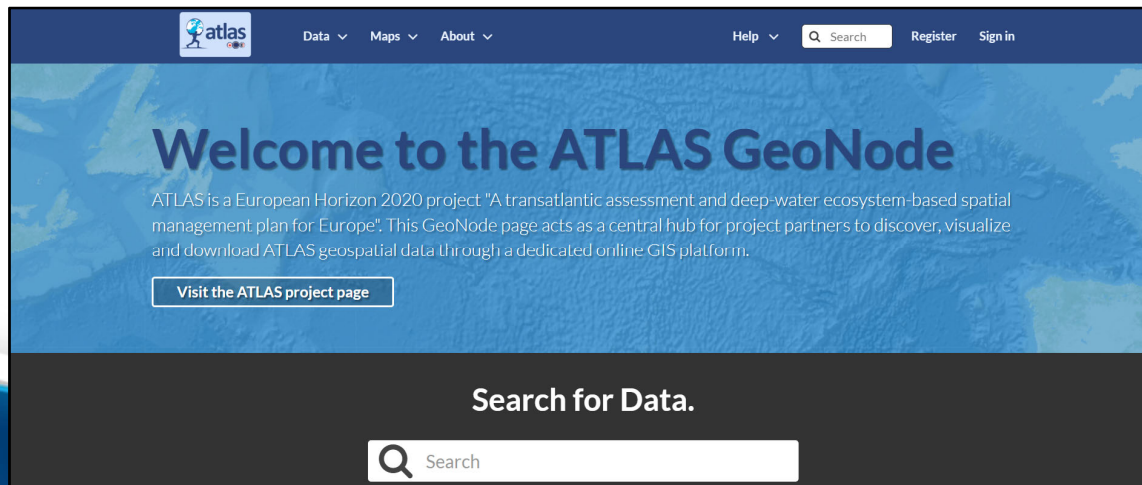 atlas
Data Maps About Help Search Register Sign in
Welcome to the ATLAS GeoNode
ATLAS is a European Horizon 2020 project "A transatlantic assessment and deep-water ecosystem-based spatial
management plan for Europe". This GeoNode page acts as a central hub for project partners to discover, visualize
and download ATLAS geospatial data through a dedicated online GIS platform.
Visit the ATLAS project page
Search for Data.
Search